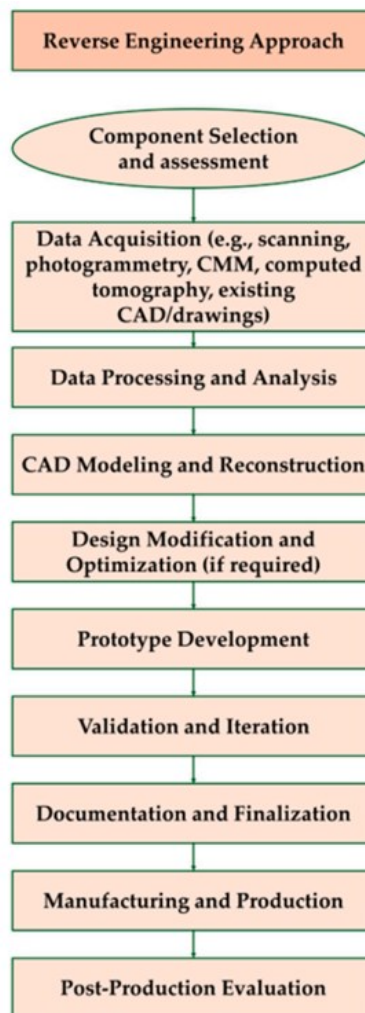 Reverse Engineering Approach
Component Selection
and assessment
Data Acquisition (e.g., scanning,
photogrammetry, CMM, computed
tomography, existing
CAD/drawings)
Data Processing and Analysis
CAD Modeling and Reconstruction
Design Modification and
Optimization (if required)
Prototype Development
Validation and Iteration
Documentation and Finalization
Manufacturing and Production
Post-Production Evaluation